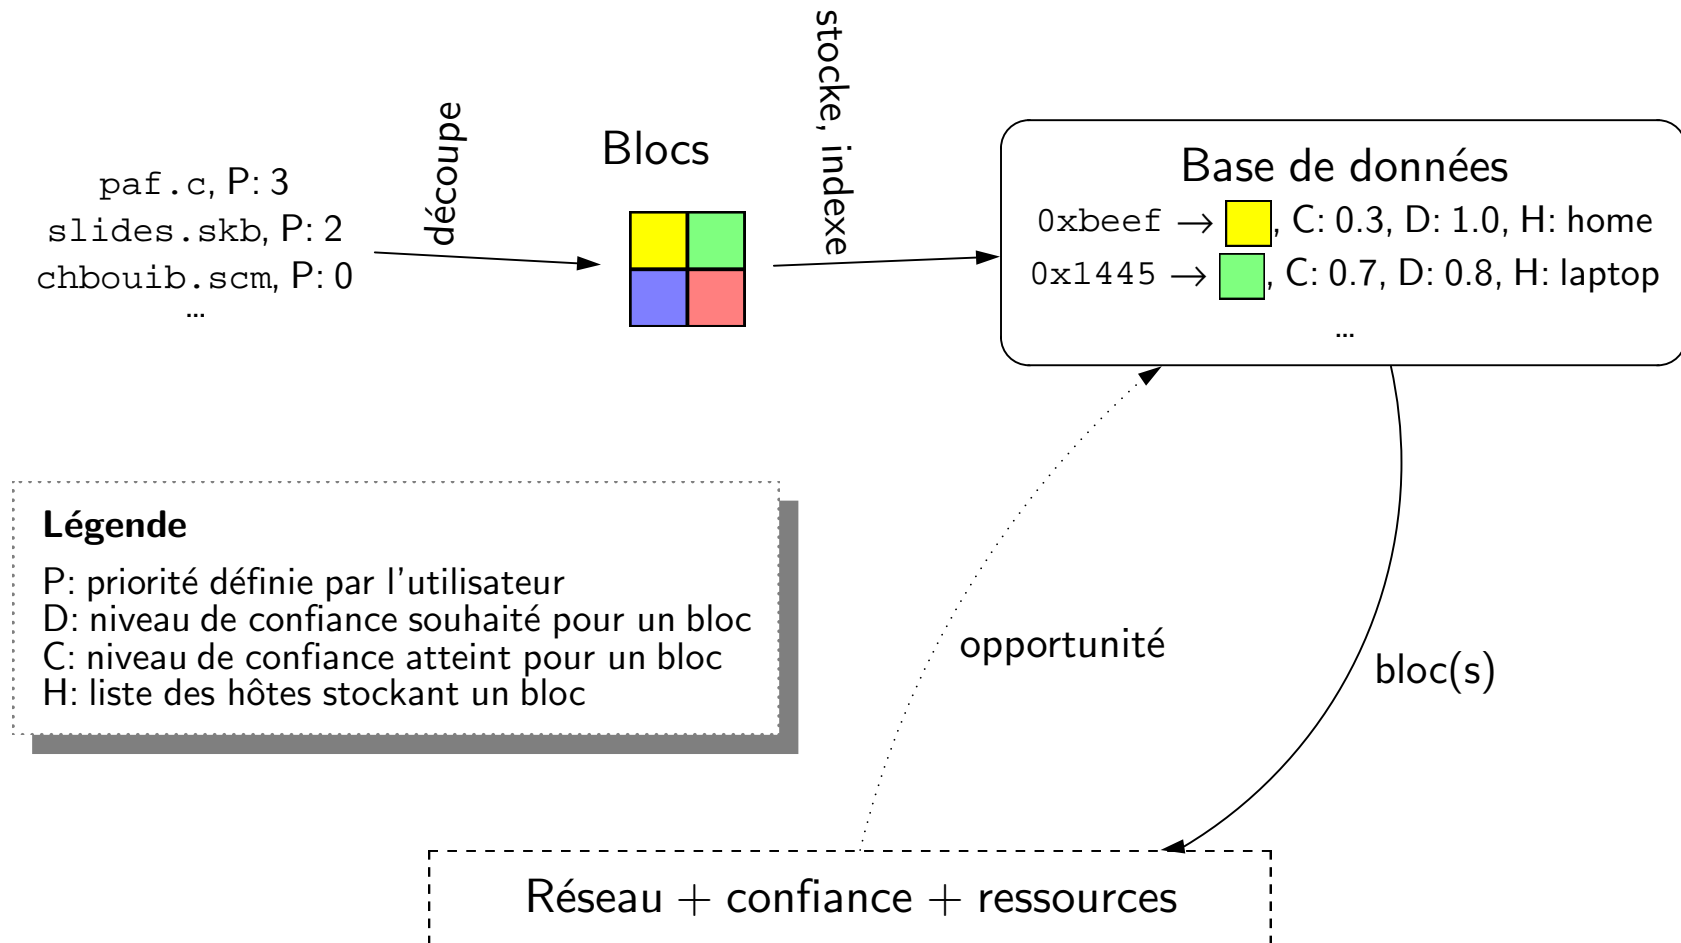 stocke, indexe
découpe
Blocs
paf.c, P: 3
slides.skb, P: 2
chbouib.scm, P: 0
...
Base de données
0xbeef → , C: 0.3, D: 1.0, H: home
0x1445 → , C: 0.7, D: 0.8, H: laptop
...
Légende
P: priorité définie par l'utilisateur
D: niveau de confiance souhaité pour un bloc
C: niveau de confiance atteint pour un bloc
H: liste des hôtes stockant un bloc
opportunité
bloc(s)
Réseau + confiance + ressources